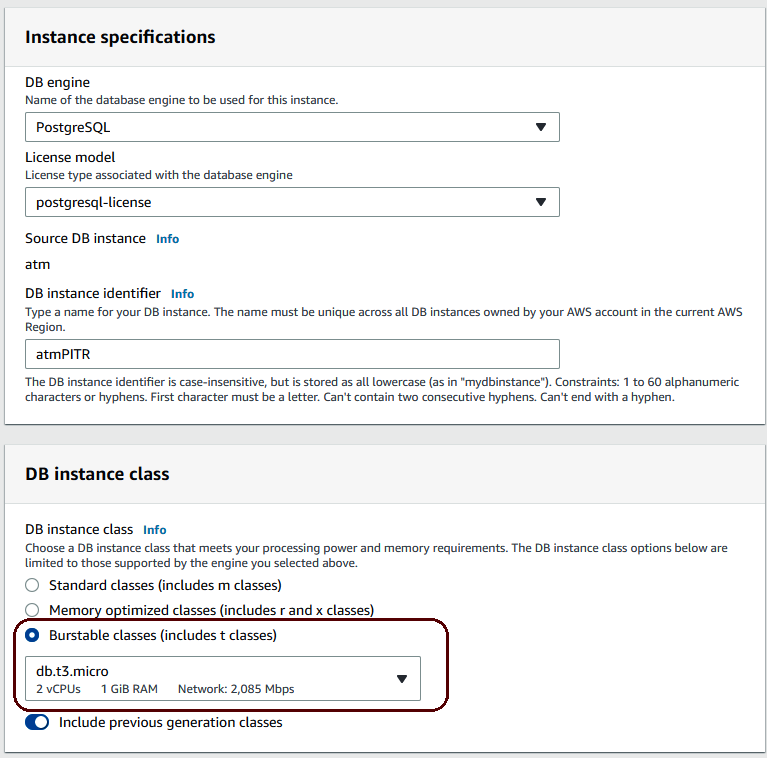 Instance specifications
DB engine
Name of the database engine to be used for this instance.
PostgreSQL
License model
License type associated with the database engine
postgresql-license
Source DB instance Info
atm
DB instance identifier Info
Type a name for your DB instance. The name must be unique across all DB instances owned by your AWS account in the current AWS
Region.
atmPITR
The DB instance identifier is case-insensitive, but is stored as all lowercase (as in "mydbinstance"). Constraints: 1 to 60 alphanumeric
characters or hyphens. First character must be a letter. Can't contain two consecutive hyphens. Can't end with a hyphen.
DB instance class
DB instance class Info
Choose a DB instance class that meets your processing power and memory requirements. The DB instance class options below are
limited to those supported by the engine you selected above.
Standard classes (includes m classes)
Memory optimized classes (includes r and x classes)
Burstable classes (includes t classes)
db.t3.micro
2 vCPUs 1 GiB RAM Network: 2,085 Mbps
Include previous generation classes